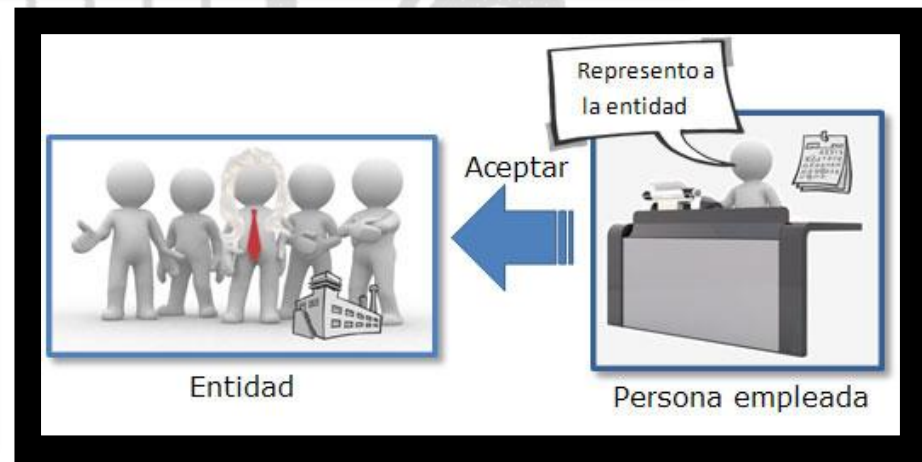 Represento a
la entidad
Aceptar
Entidad
Persona empleada